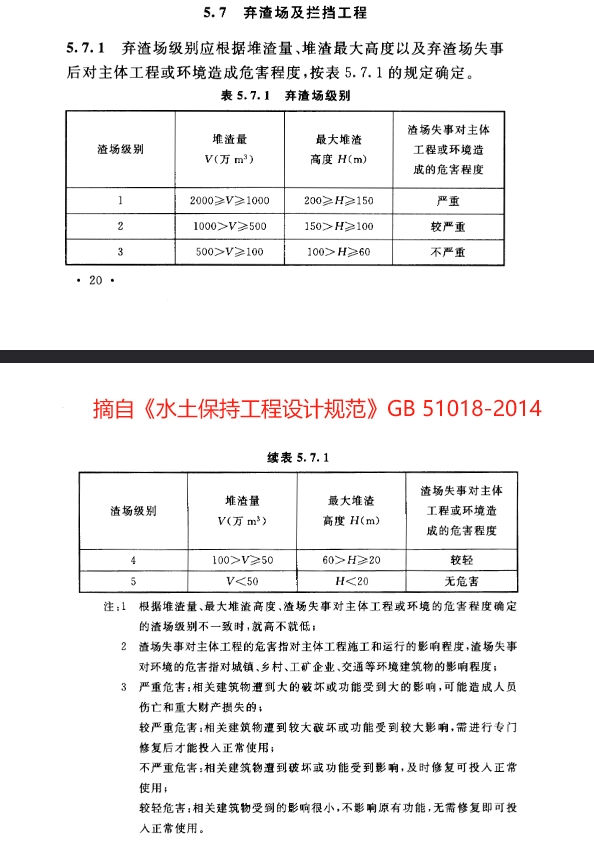 5.7 弃渣场及拦挡工程
5.7.1 弃渣场级别应根据堆渣量、堆渣最大高度以及弃渣场失事
后对主体工程或环境造成危害程度,按表 5.7.1 的规定确定。
表 5.7.1 弃渣场级别
渣场级别 堆渣量 V(万 m³) 最大堆渣高度 H(m) 渣场失事对主体工程或环境造成的危害程度
1 2000≥V≥1000 200≥H≥150 严重
2 1000>V≥500 150>H≥100 较严重
3 500>V≥100 100>H≥60 不严重
· 20 ·
摘自《水土保持工程设计规范》GB 51018-2014
续表 5.7.1
渣场级别 堆渣量 V(万 m³) 最大堆渣高度 H(m) 渣场失事对主体工程或环境造成的危害程度
4 100>V≥50 60>H≥20 较轻
5 V<50 H<20 无危害
注:1 根据堆渣量、最大堆渣高度、渣场失事对主体工程或环境的危害程度确定
的渣场级别不一致时,就高不就低;
2 渣场失事对主体工程的危害指对主体工程施工和运行的影响程度,渣场失事
对环境的危害指对城镇、乡村、工矿企业、交通等环境建筑物的影响程度;
3 严重危害:相关建筑物遭到大的破坏或功能受到大的影响,可能造成人员
伤亡和重大财产损失的;
较严重危害:相关建筑物遭到较大破坏或功能受到较大影响,需进行专门
修复后才能投入正常使用;
不严重危害:相关建筑物遭到破坏或功能受到影响,及时修复可投入正常
使用;
较轻危害:相关建筑物受到的影响很小,不影响原有功能,无需修复即可投
入正常使用。